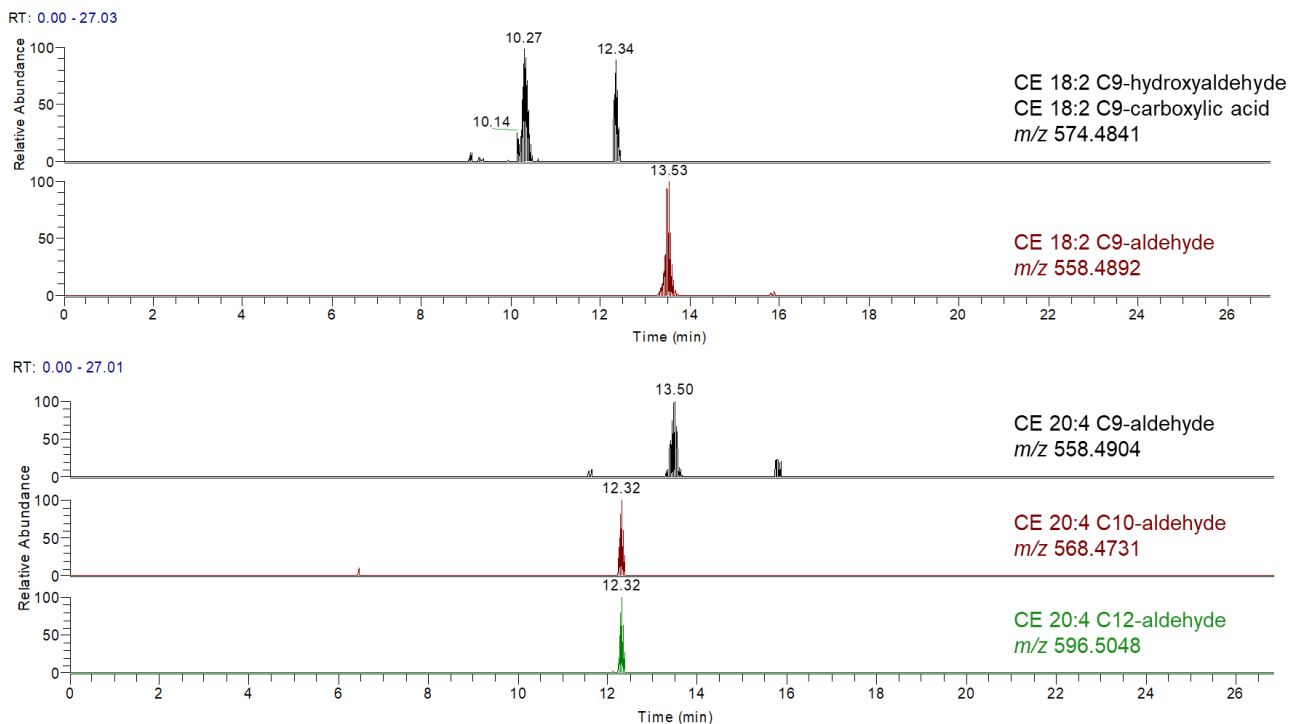 RT: 0.00 - 27.03
Relative Abundance
100
50
0
10.14
10.27
12.34
CE 18:2 C9-hydroxyaldehyde
CE 18:2 C9-carboxylic acid
m/z 574.4841
100
50
0
13.53
CE 18:2 C9-aldehyde
m/z 558.4892
0 2 4 6 8 10 12 14 16 18 20 22 24 26
Time (min)
RT: 0.00 - 27.01
Relative Abundance
100
50
0
13.50
CE 20:4 C9-aldehyde
m/z 558.4904
100
50
0
12.32
CE 20:4 C10-aldehyde
m/z 568.4731
100
50
0
12.32
CE 20:4 C12-aldehyde
m/z 596.5048
0 2 4 6 8 10 12 14 16 18 20 22 24 26
Time (min)